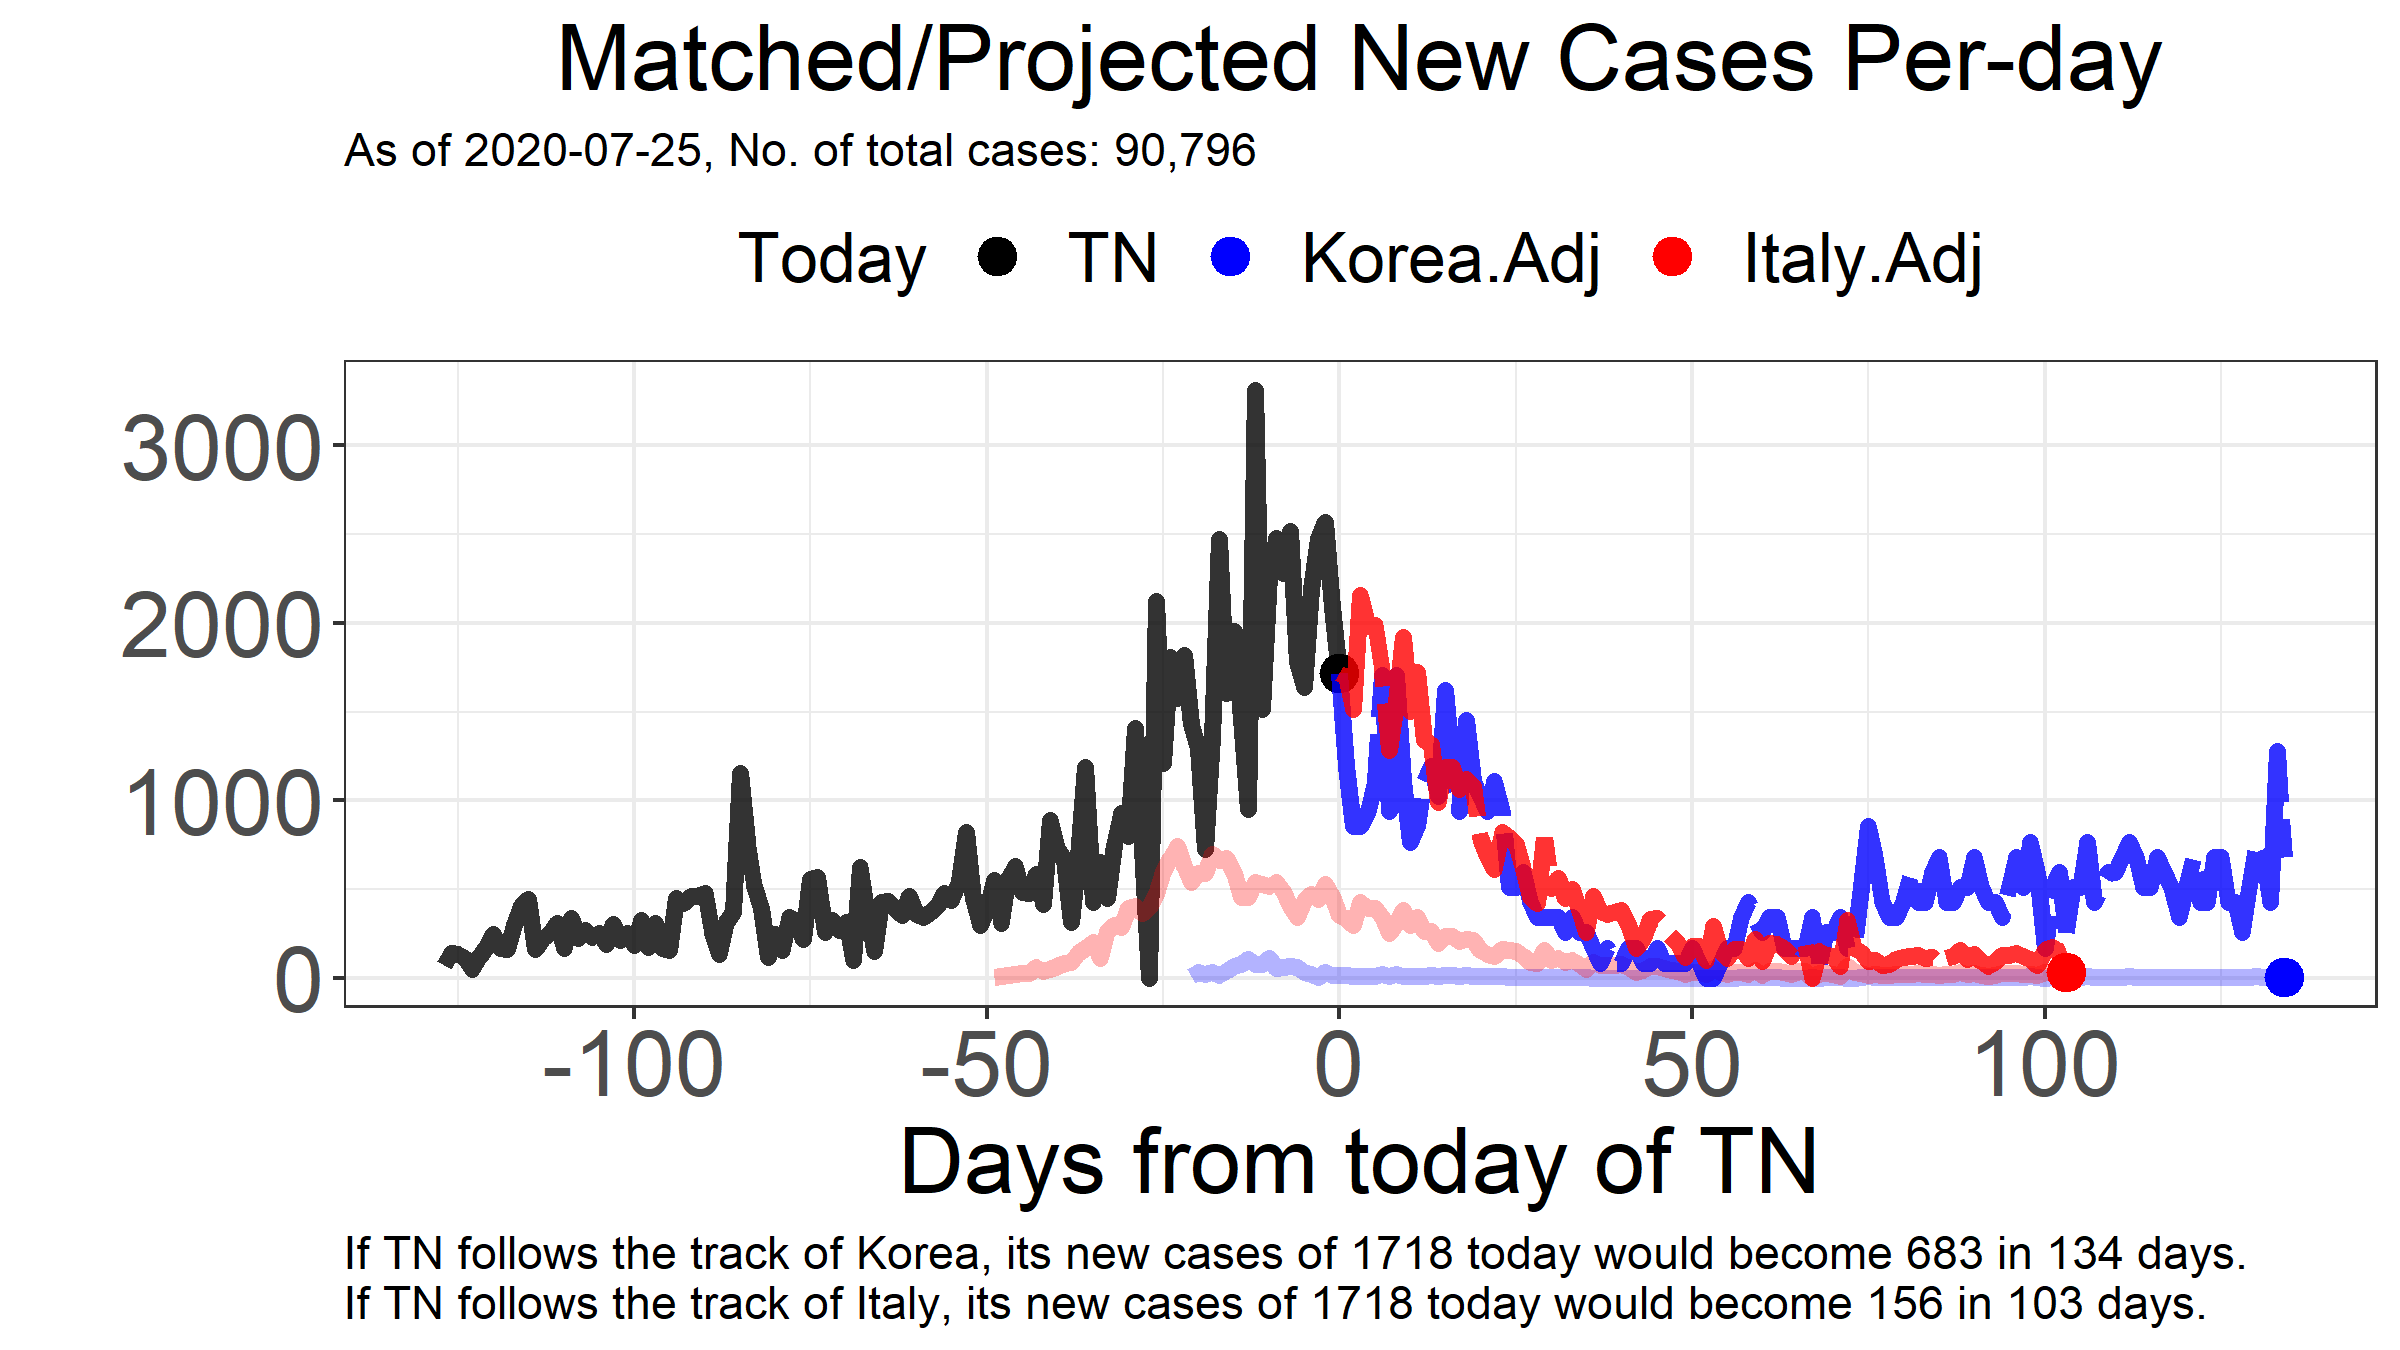 Matched/Projected New Cases Per-day
As of 2020-07-25, No. of total cases: 90,796
Today TN Korea.Adj Italy.Adj
3000
2000
1000
0
-100 -50 0 50 100
Days from today of TN
If TN follows the track of Korea, its new cases of 1718 today would become 683 in 134 days.
If TN follows the track of Italy, its new cases of 1718 today would become 156 in 103 days.